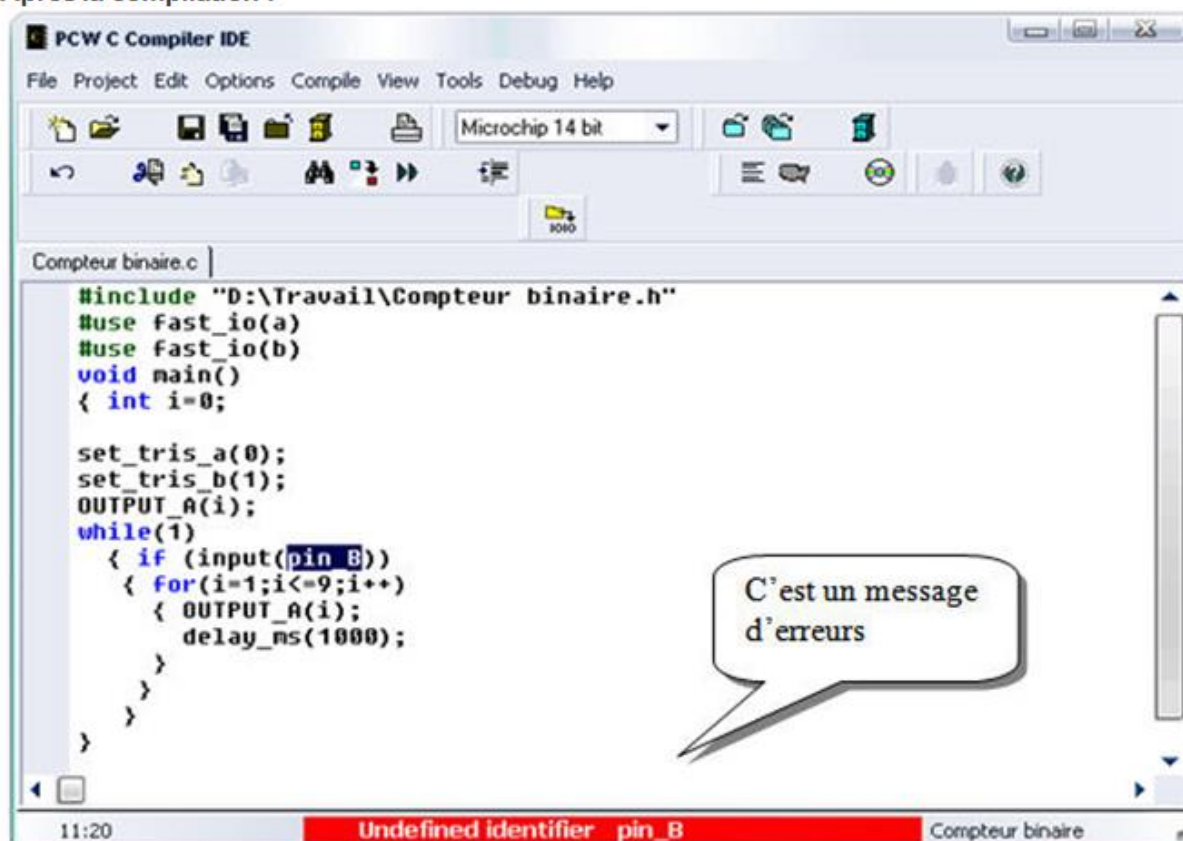 PCW C Compiler IDE
File Project Edit Options Compile View Tools Debug Help
Microchip 14 bit
1010
Compteur binaire.c
#include "D:\Travail\Compteur binaire.h"
#use fast_io(a)
#use fast_io(b)
void main()
{ int i=0;
set_tris_a(0);
set_tris_b(1);
OUTPUT_A(i);
while(1)
{ if (input(pin_B))
{ for(i=1;i<=9;i++)
{ OUTPUT_A(i);
delay_ms(1000);
}
}
}
}
C'est un message
d'erreurs
11:20 Undefined identifier pin_B Compteur binaire